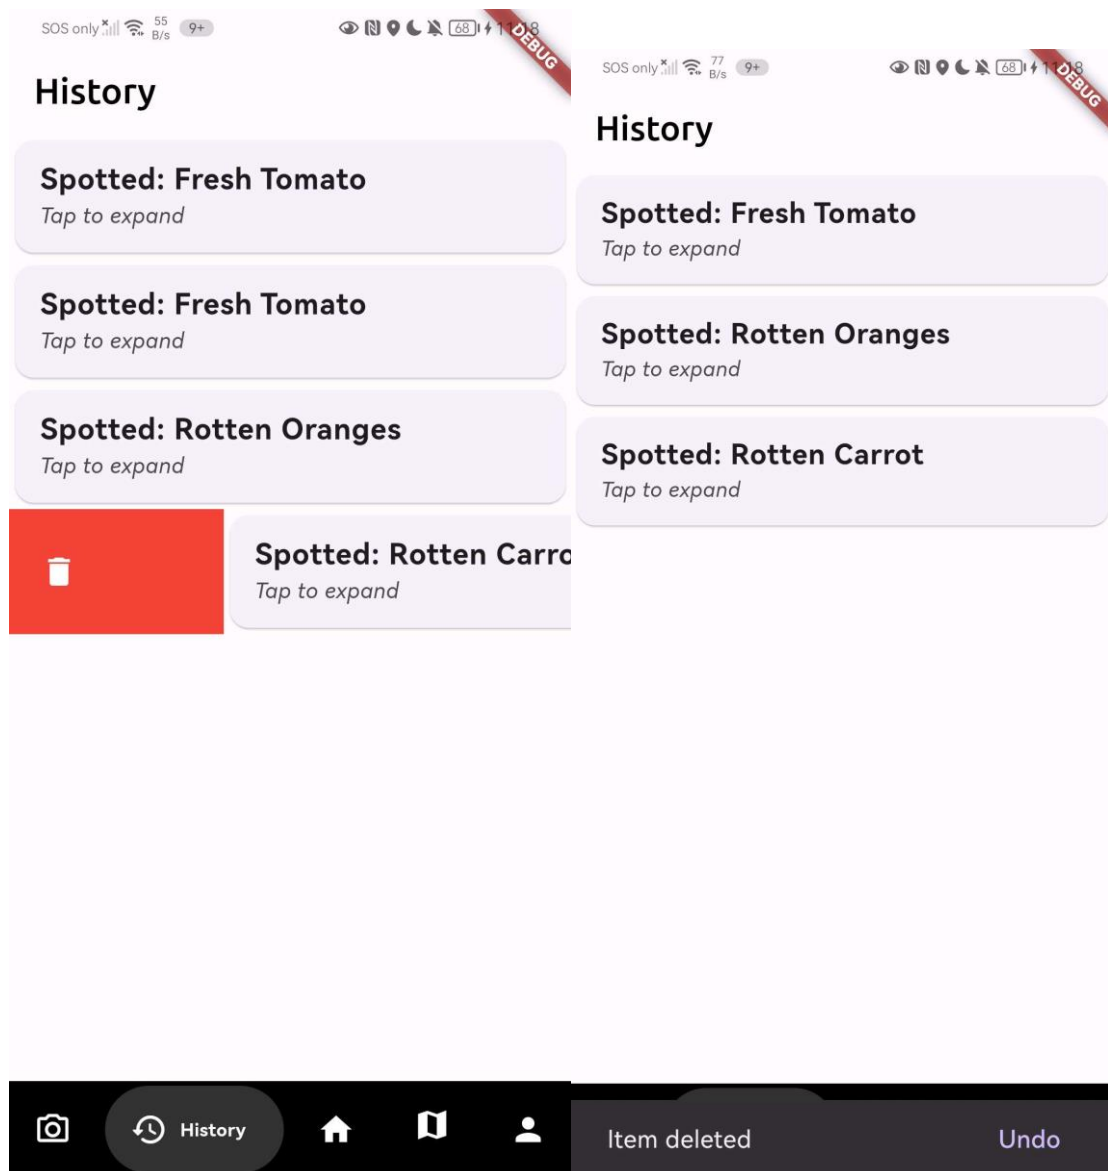 SOS only
55
B/s
9+
68
DEBUG
History
Spotted: Fresh Tomato
Tap to expand
Spotted: Fresh Tomato
Tap to expand
Spotted: Rotten Oranges
Tap to expand
Spotted: Rotten Carro
Tap to expand
History
SOS only
77
B/s
9+
68
DEBUG
History
Spotted: Fresh Tomato
Tap to expand
Spotted: Rotten Oranges
Tap to expand
Spotted: Rotten Carrot
Tap to expand
Item deleted Undo